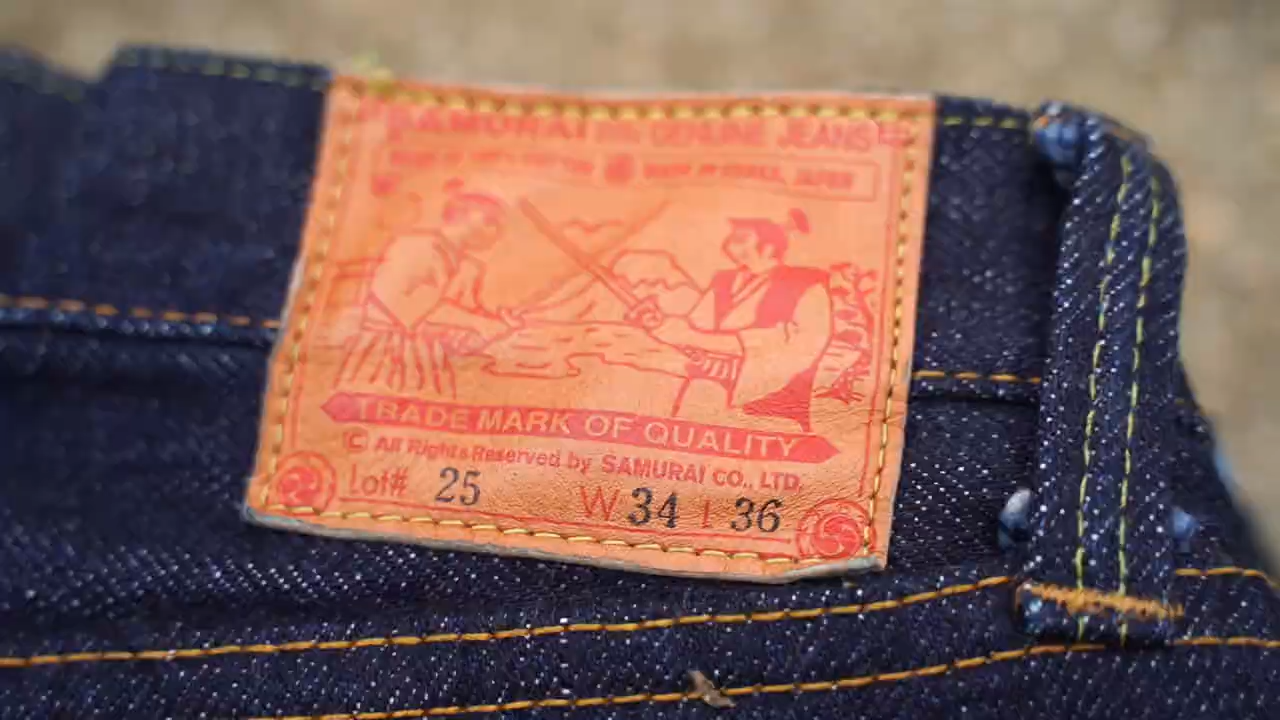 SAMURAI GENUINE JEANS
MADE IN OSAKA, JAPAN
TRADE MARK OF QUALITY
© All Rights Reserved by SAMURAI CO., LTD.
Lot# 25 W 34 L 36